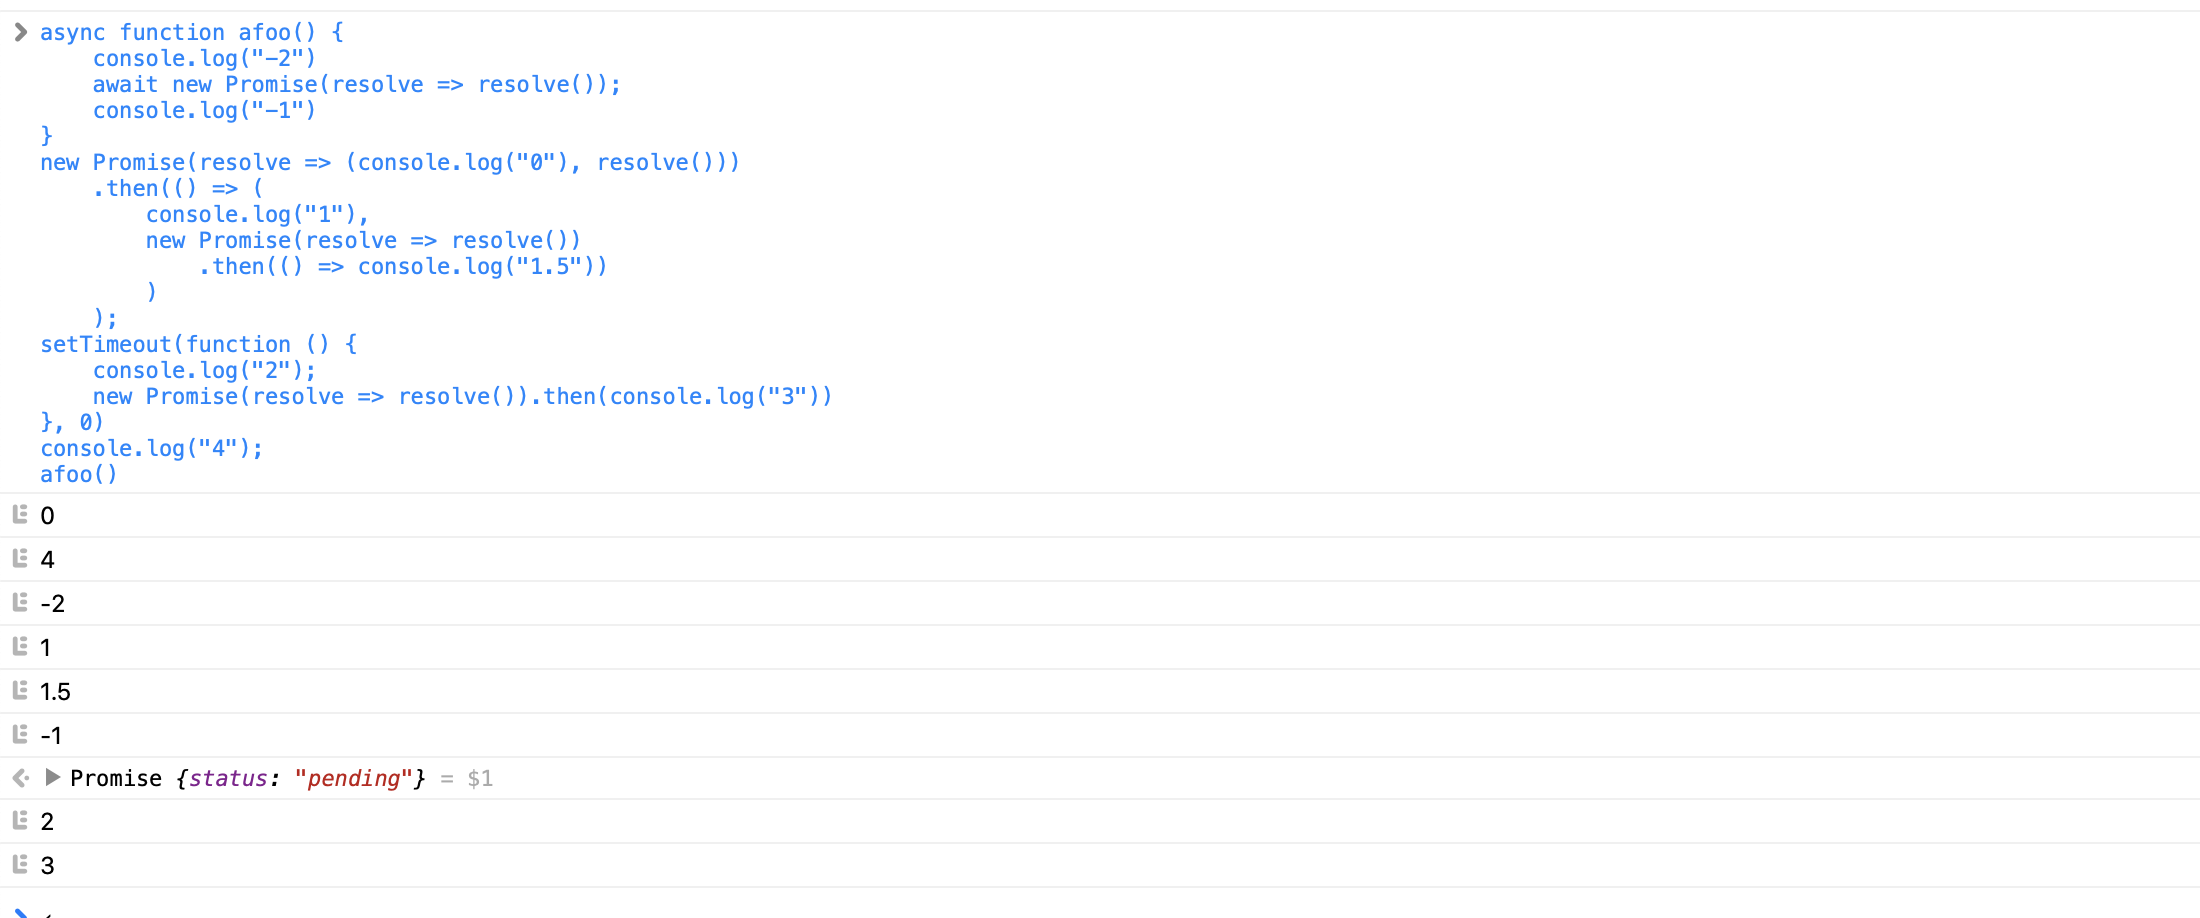 async function afoo() {
    console.log("-2")
    await new Promise(resolve => resolve());
    console.log("-1")
}
new Promise(resolve => (console.log("0"), resolve()))
    .then(() => (
        console.log("1"),
        new Promise(resolve => resolve())
            .then(() => console.log("1.5"))
        )
    );
setTimeout(function () {
    console.log("2");
    new Promise(resolve => resolve()).then(console.log("3"))
}, 0)
console.log("4");
afoo()
0
4
-2
1
1.5
-1
Promise {status: "pending"} = $1
2
3